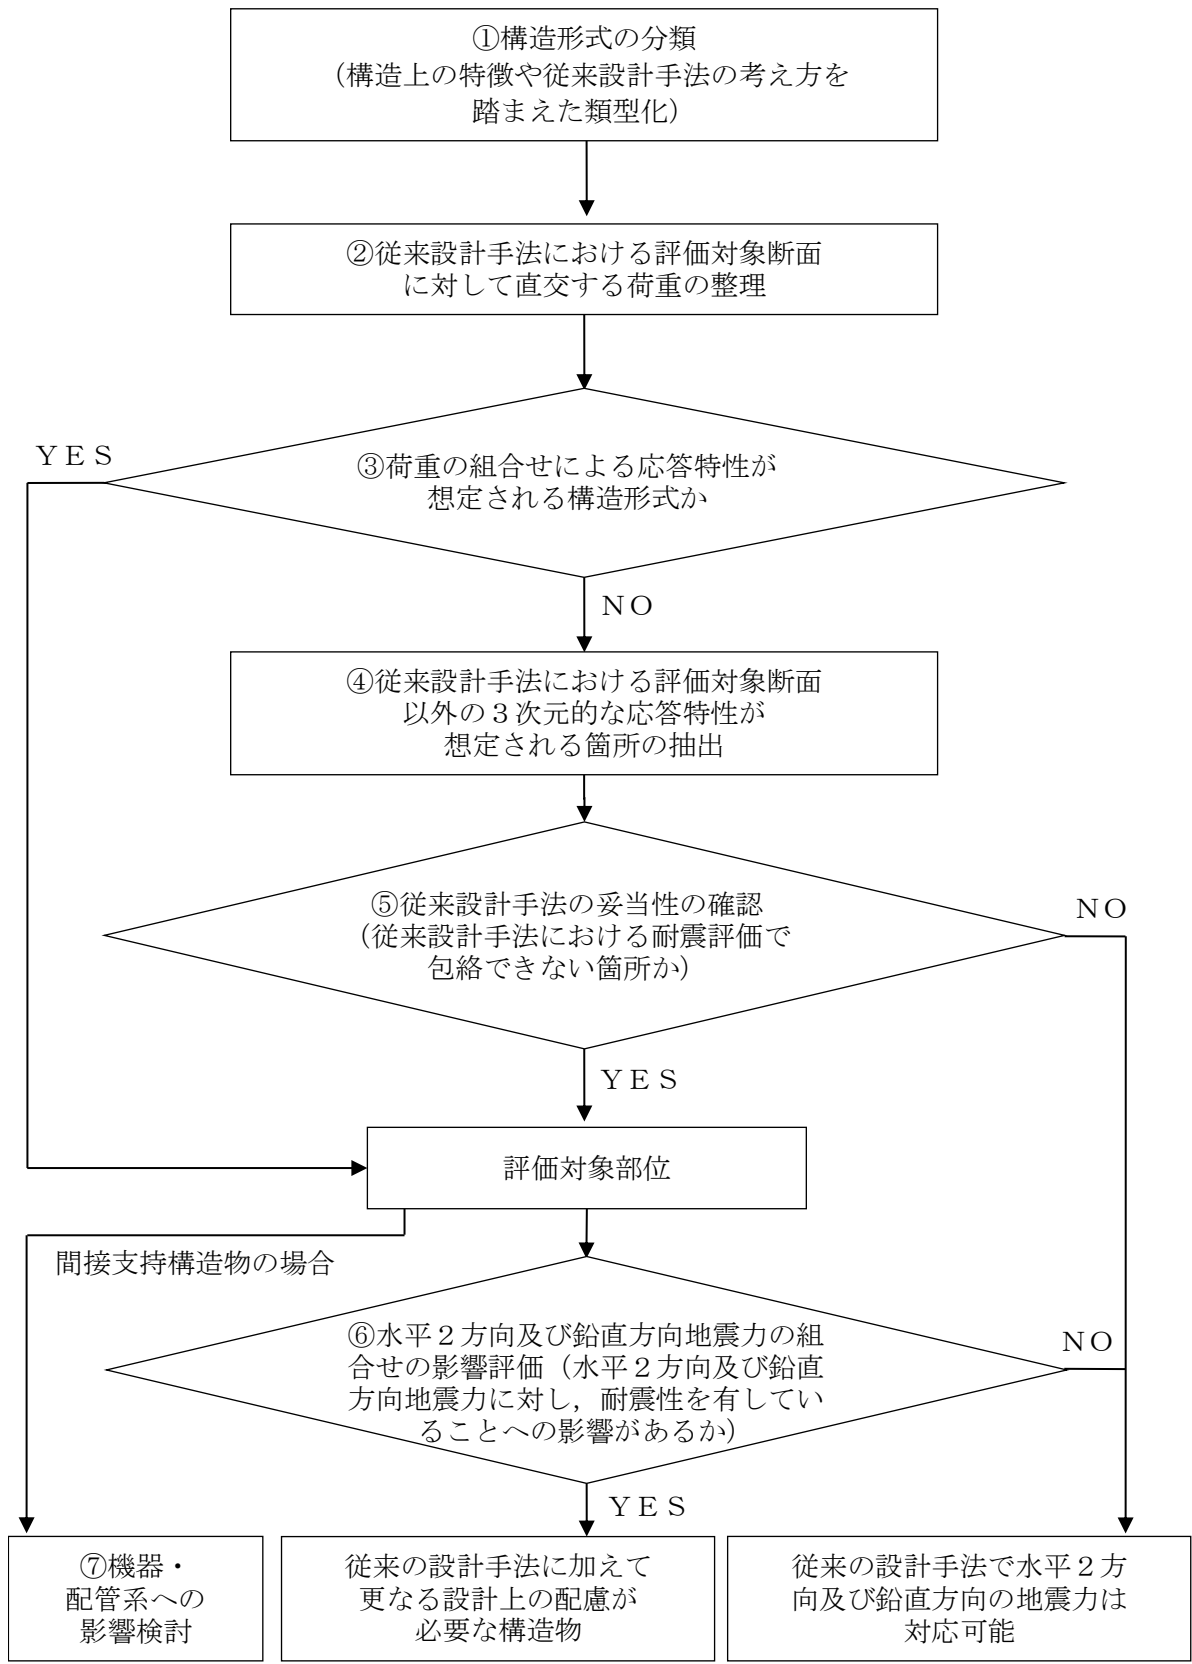 ①構造形式の分類
（構造上の特徴や従来設計手法の考え方を
踏まえた類型化）
②従来設計手法における評価対象断面
に対して直交する荷重の整理
ＹＥＳ
③荷重の組合せによる応答特性が
想定される構造形式か
ＮＯ
④従来設計手法における評価対象断面
以外の３次元的な応答特性が
想定される箇所の抽出
⑤従来設計手法の妥当性の確認
（従来設計手法における耐震評価で
包絡できない箇所か）
ＮＯ
ＹＥＳ
評価対象部位
間接支持構造物の場合
⑥水平２方向及び鉛直方向地震力の組
合せの影響評価（水平２方向及び鉛直
方向地震力に対し，耐震性を有してい
ることへの影響があるか）
ＮＯ
ＹＥＳ
⑦機器・
配管系への
影響検討
従来の設計手法に加えて
更なる設計上の配慮が
必要な構造物
従来の設計手法で水平２方
向及び鉛直方向の地震力は
対応可能